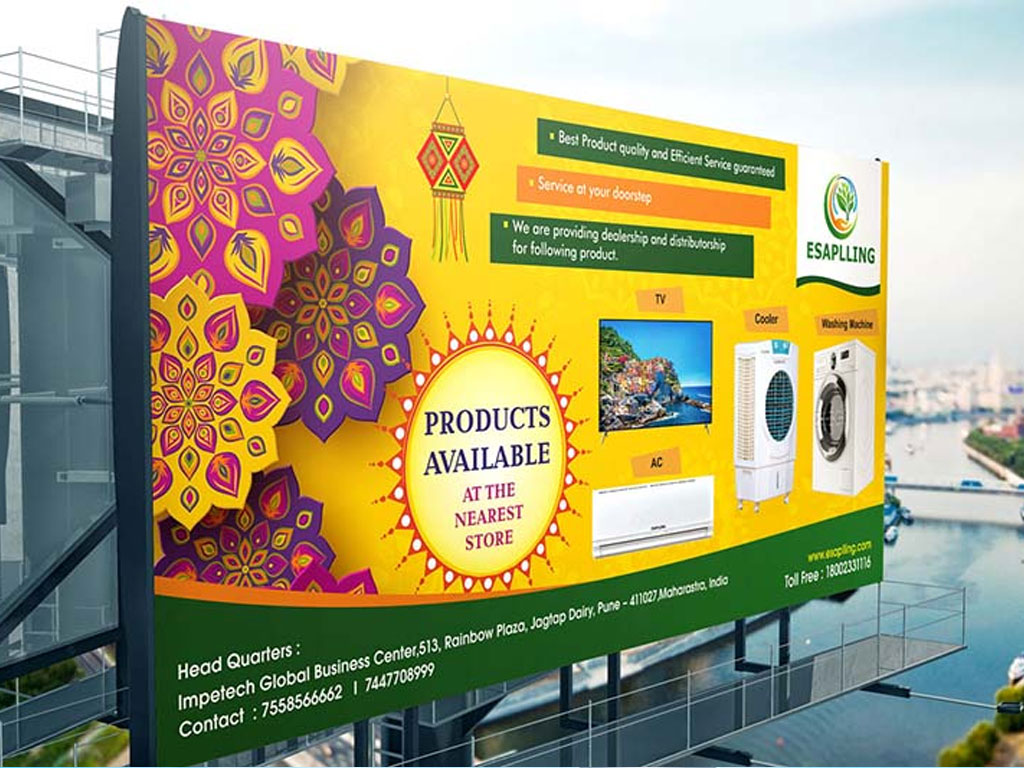 Best Product quality and Efficient Service guaranteed
Service at your doorstep
We are providing dealership and distributorship
for following product.
ESAPLLING
TV
Cooler
Washing Machine
AC
PRODUCTS
AVAILABLE
AT THE
NEAREST
STORE
www.esaplling.com
Toll Free : 18002331116
Head Quarters :
Impetech Global Business Center,513, Rainbow Plaza, Jagtap Dairy, Pune – 411027,Maharastra, India
Contact : 7558566662 I 7447708999